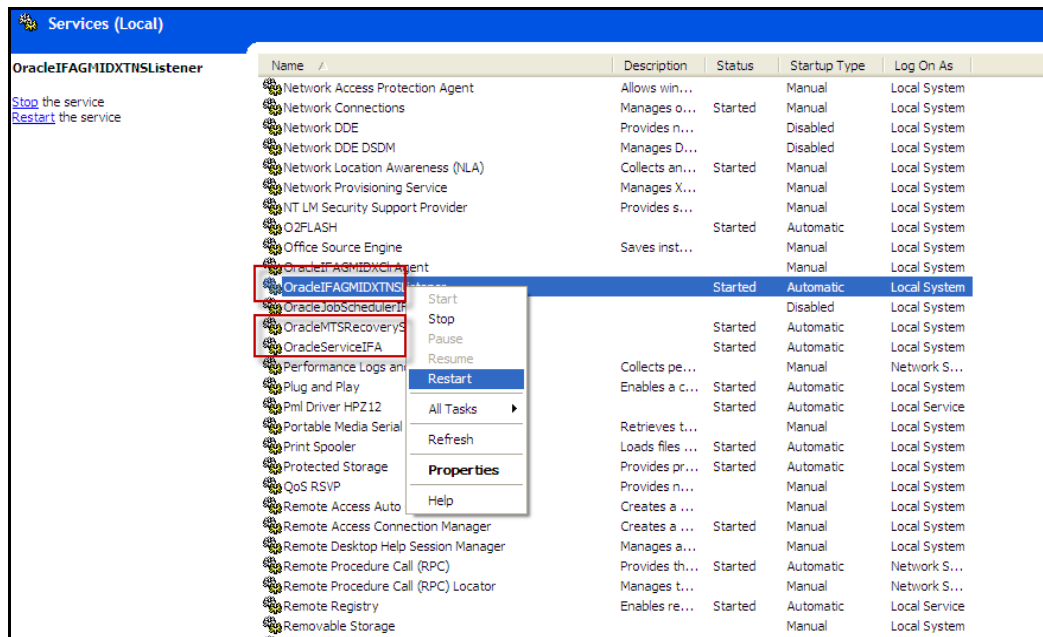 Services (Local)
OracleIFAGMIDXTNSListener
Stop the service
Restart the service
Name Description Status Startup Type Log On As
Network Access Protection Agent Allows win... Manual Local System
Network Connections Manages o... Started Manual Local System
Network DDE Provides n... Disabled Local System
Network DDE DSDM Manages D... Disabled Local System
Network Location Awareness (NLA) Collects an... Started Manual Local System
Network Provisioning Service Manages X... Manual Local System
NT LM Security Support Provider Provides s... Manual Local System
O2FLASH Started Automatic Local System
Office Source Engine Saves inst... Manual Local System
OracleIFAGMIDXClrAgent Manual Local System
OracleIFAGMIDXTNSListener Started Automatic Local System
OracleJobSchedulerIF Disabled Local System
OracleMTSRecoveryS Started Automatic Local System
OracleServiceIFA Started Automatic Local System
Performance Logs an Collects pe... Manual Network S...
Plug and Play Enables a c... Started Automatic Local System
Pml Driver HPZ12 Started Automatic Local Service
Portable Media Serial Retrieves t... Manual Local System
Print Spooler Loads files ... Started Automatic Local System
Protected Storage Provides pr... Started Automatic Local System
QoS RSVP Provides n... Manual Local System
Remote Access Auto Creates a ... Manual Local System
Remote Access Connection Manager Creates a ... Started Manual Local System
Remote Desktop Help Session Manager Manages a... Manual Local System
Remote Procedure Call (RPC) Provides th... Started Automatic Network S...
Remote Procedure Call (RPC) Locator Manages t... Manual Network S...
Remote Registry Enables re... Started Automatic Local Service
Removable Storage Manual Local System
Start
Stop
Pause
Resume
Restart
All Tasks
Refresh
Properties
Help